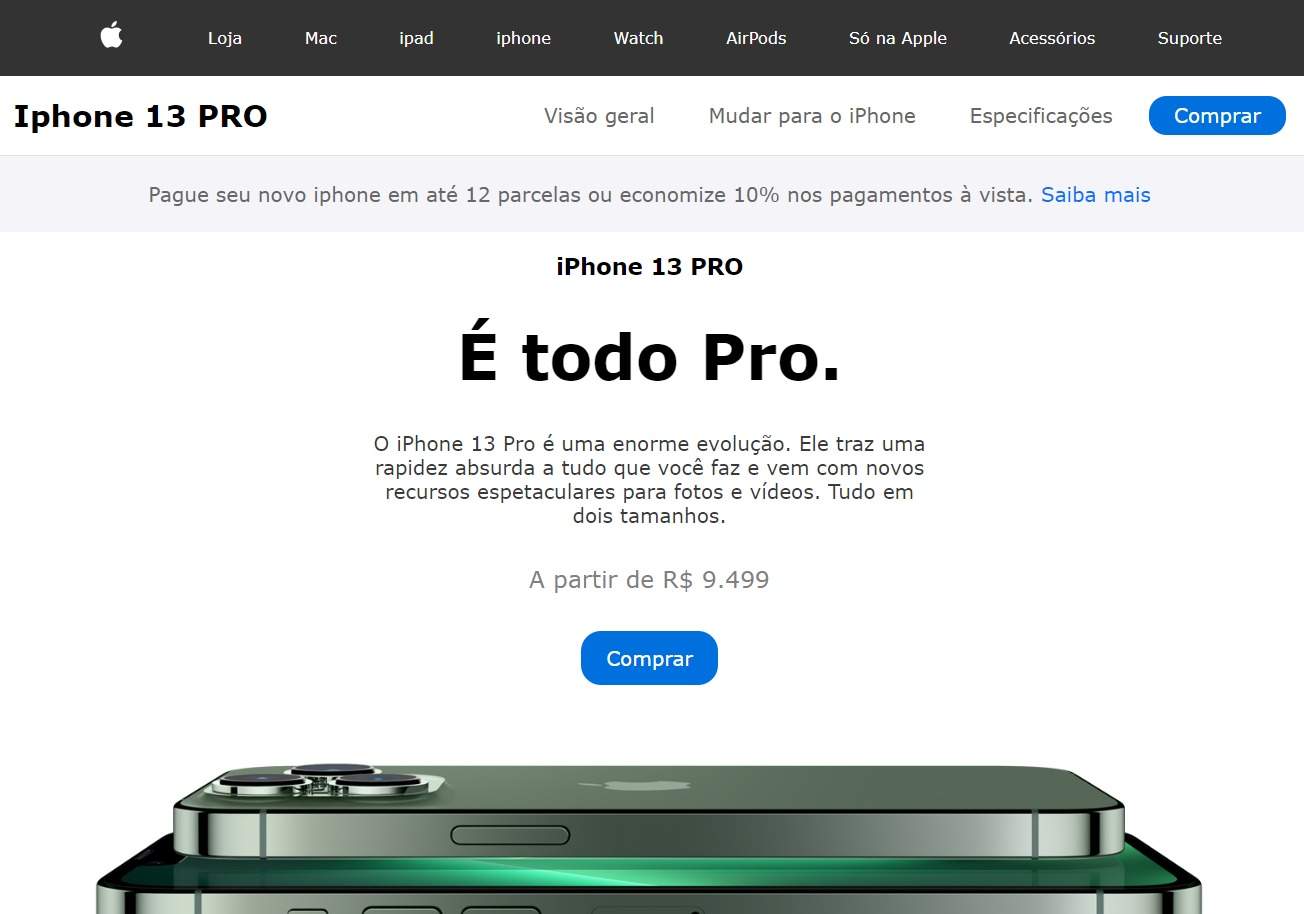 Loja Mac ipad iphone Watch AirPods Só na Apple Acessórios Suporte
Iphone 13 PRO Visão geral Mudar para o iPhone Especificações Comprar
Pague seu novo iphone em até 12 parcelas ou economize 10% nos pagamentos à vista. Saiba mais
iPhone 13 PRO
É todo Pro.
O iPhone 13 Pro é uma enorme evolução. Ele traz uma
rapidez absurda a tudo que você faz e vem com novos
recursos espetaculares para fotos e vídeos. Tudo em
dois tamanhos.
A partir de R$ 9.499
Comprar